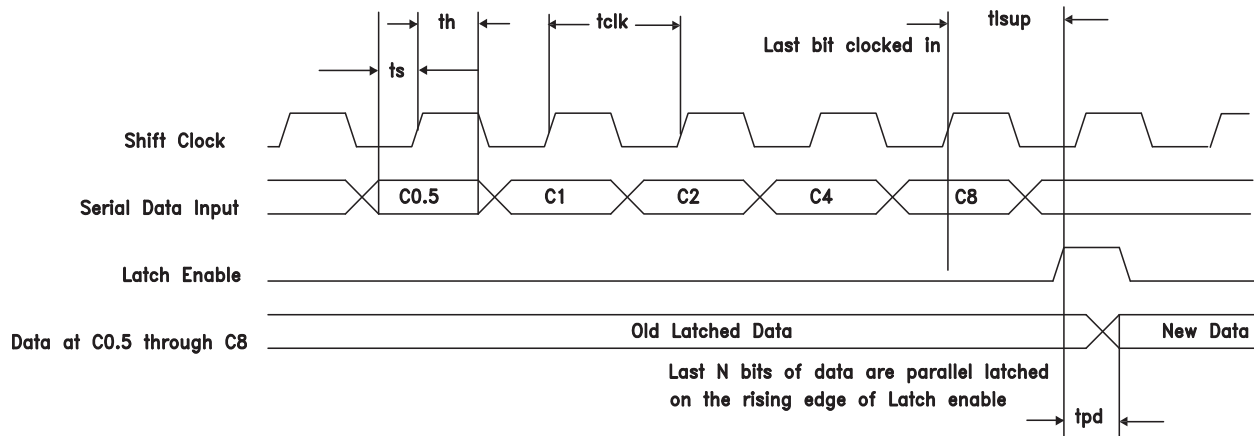 th
tclk
tlsup
Last bit clocked in
ts
Shift Clock
Serial Data Input
C0.5
C1
C2
C4
C8
Latch Enable
Data at C0.5 through C8
Old Latched Data
New Data
Last N bits of data are parallel latched
on the rising edge of Latch enable
tpd